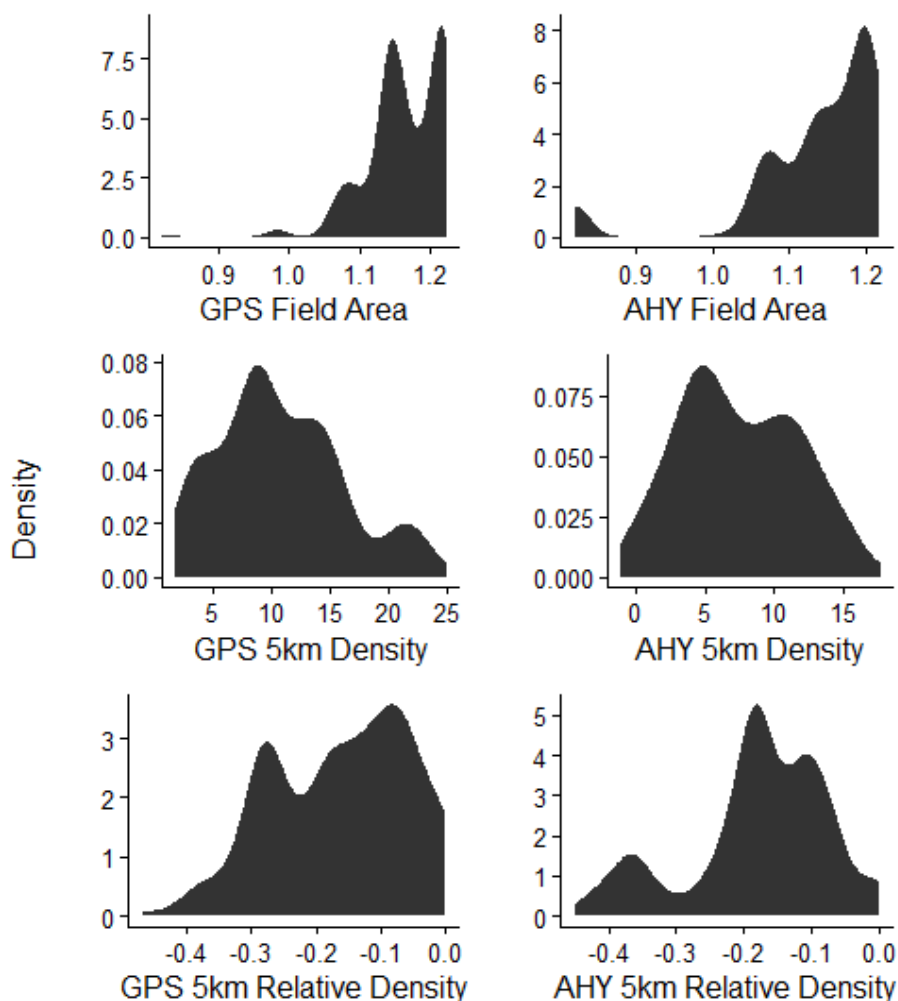 7.5
5.0
2.5
0.0
0.9 1.0 1.1 1.2
GPS Field Area
8
6
4
2
0
0.9 1.0 1.1 1.2
AHY Field Area
Density
0.08
0.06
0.04
0.02
0.00
5 10 15 20 25
GPS 5km Density
0.075
0.050
0.025
0.000
0 5 10 15
AHY 5km Density
3
2
1
0
-0.4 -0.3 -0.2 -0.1 0.0
GPS 5km Relative Density
5
4
3
2
1
0
-0.4 -0.3 -0.2 -0.1 0.0
AHY 5km Relative Density